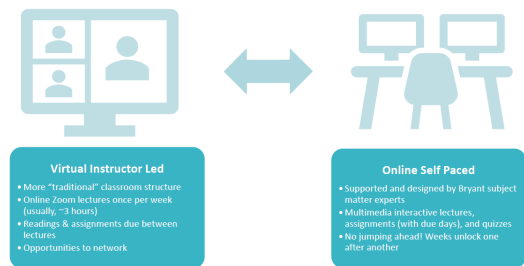 Virtual Instructor Led
• More "traditional" classroom structure
• Online Zoom lectures once per week
(usually, ~3 hours)
• Readings & assignments due between
lectures
• Opportunities to network
Online Self Paced
• Supported and designed by Bryant subject
matter experts
• Multimedia interactive lectures,
assignments (with due days), and quizzes
• No jumping ahead! Weeks unlock one
after another